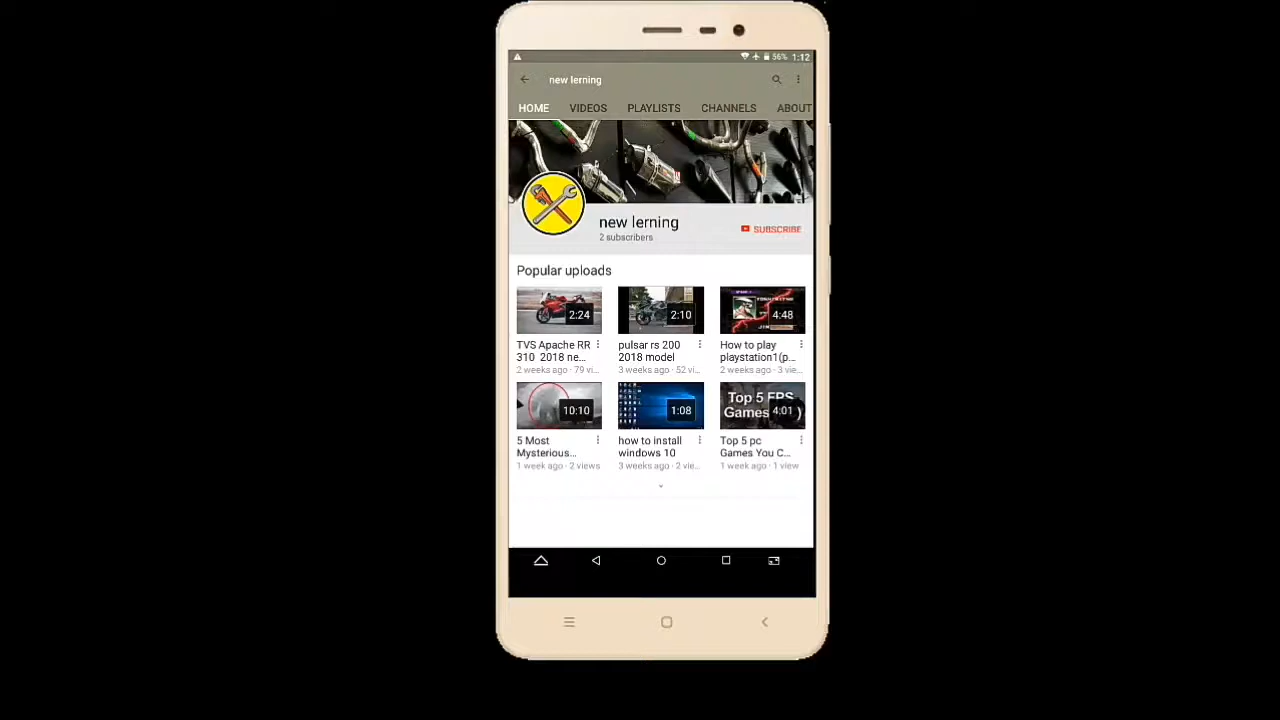 56% 1:12
new lerning
HOME VIDEOS PLAYLISTS CHANNELS ABOUT
new lerning
2 subscribers
SUBSCRIBE
Popular uploads
2:24
2:10
4:48
TVS Apache RR
310 2018 ne...
2 weeks ago · 79 vi...
pulsar rs 200
2018 model
3 weeks ago · 52 vi...
How to play
playstation1(p...
2 weeks ago · 3 vie...
10:10
1:08
Top 5 FPS
Games
4:01
5 Most
Mysterious...
1 week ago · 2 views
how to install
windows 10
3 weeks ago · 2 vie...
Top 5 pc
Games You C...
1 week ago · 1 view